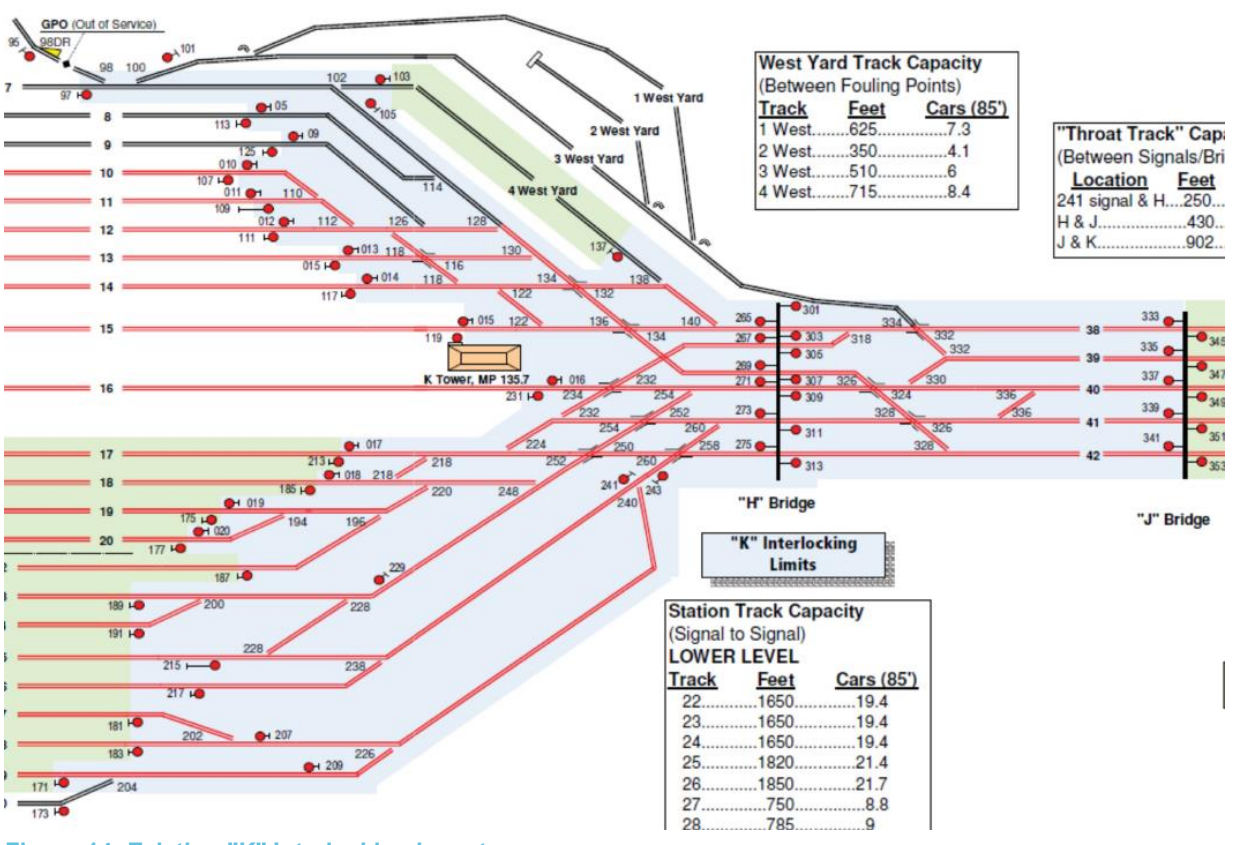 GPO (Out of Service)
95
98DR
98 100
101
102
103
105
7
97
05
8
113
09
9
125
010
10
107
114
011 110
11
109
012 112 126 128
12
111
013 118 130
13
015 116
014 118 134 138
14
117 122 132
1 West Yard
2 West Yard
3 West Yard
4 West Yard
137
West Yard Track Capacity
(Between Fouling Points)
Track Feet Cars (85')
1 West........625..............7.3
2 West........350..............4.1
3 West........510..............6
4 West........715..............8.4
"Throat Track" Capa
(Between Signals/Bri
Location Feet
241 signal & H....250....
H & J..................430...
J & K..................902...
15
015 122 136 140
119 134
K Tower, MP 135.7
265
301
267
303
305
269
271
307
309
273
311
275
313
334 332 38 333
318 345
332 39 335
330 347
326 324 336 40 337
349
328 336 41 339
326 351
328 42 341
353
16
016 232
231 234 254
232 252
254 260
224 250 258
252 260
17
017
213 218
18
018 218
185 220 248
241 243
240
19
019
175 194 196
20
020
177
187
229
189 200 228
191
228
215 238
217
181
202 207
183 226
209
171 204
173
"H" Bridge
"J" Bridge
"K" Interlocking
Limits
Station Track Capacity
(Signal to Signal)
LOWER LEVEL
Track Feet Cars (85')
22............1650............19.4
23............1650............19.4
24............1650............19.4
25............1820............21.4
26............1850............21.7
27..............750..............8.8
28..............785..............9